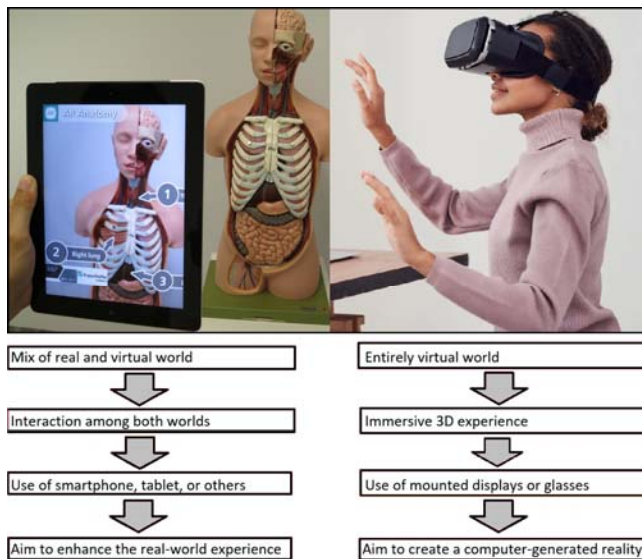 AR Anatomy
1
2
Right lung
3
Mix of real and virtual world
Interaction among both worlds
Use of smartphone, tablet, or others
Aim to enhance the real-world experience
Entirely virtual world
Immersive 3D experience
Use of mounted displays or glasses
Aim to create a computer-generated reality